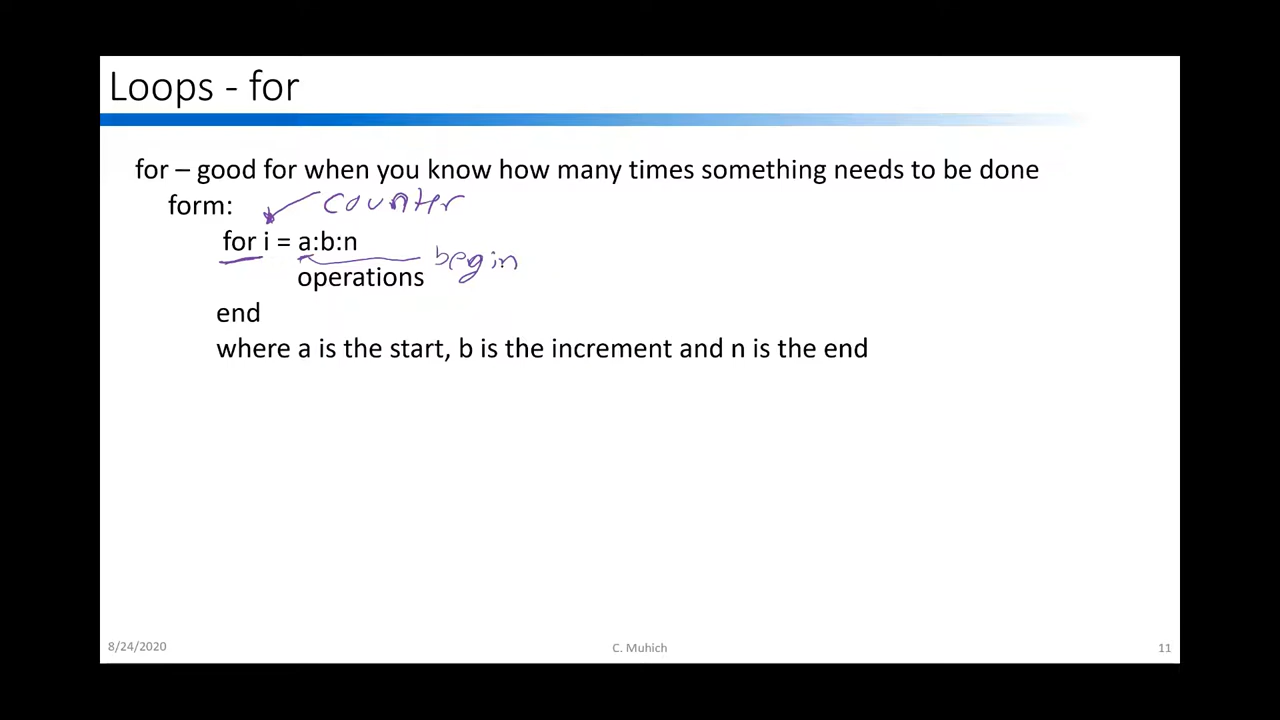 Loops - for
for – good for when you know how many times something needs to be done
form:
counter
for i = a:b:n
begin
operations
end
where a is the start, b is the increment and n is the end
8/24/2020
C. Muhich
11